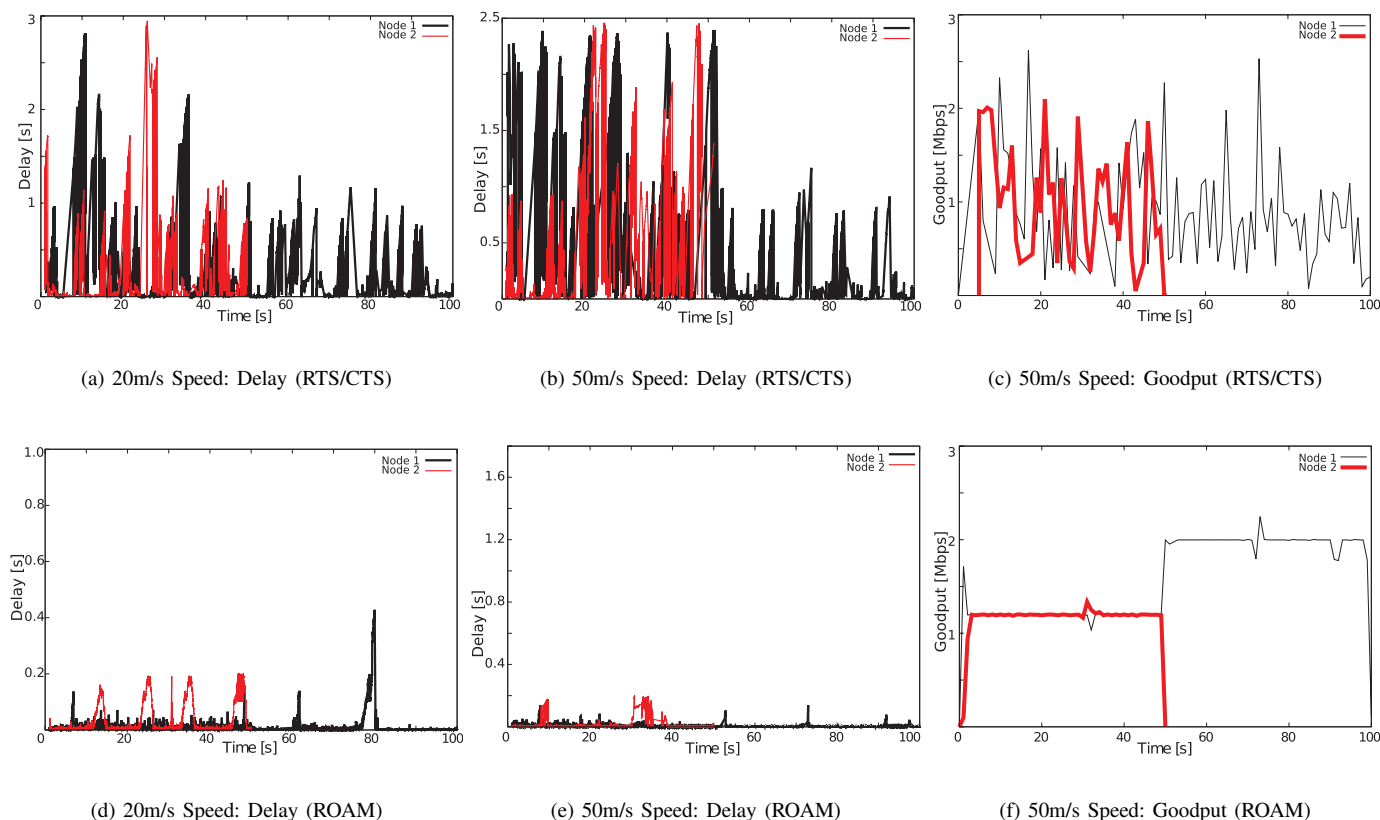 3
2
1
0
20
40
60
80
100
Delay [s]
Time [s]
Node 1
Node 2
(a) 20m/s Speed: Delay (RTS/CTS)
2.5
2
1.5
1
0.5
0
20
40
60
80
100
Delay [s]
Time [s]
Node 1
Node 2
(b) 50m/s Speed: Delay (RTS/CTS)
3
2
1
0
20
40
60
80
100
Goodput [Mbps]
Time [s]
Node 1
Node 2
(c) 50m/s Speed: Goodput (RTS/CTS)
1.0
0.8
0.6
0.4
0.2
0
20
40
60
80
100
Delay [s]
Time [s]
Node 1
Node 2
(d) 20m/s Speed: Delay (ROAM)
1.6
1.2
0.8
0.4
0
20
40
60
80
100
Delay [s]
Time [s]
Node 1
Node 2
(e) 50m/s Speed: Delay (ROAM)
3
2
1
0
20
40
60
80
100
Goodput [Mbps]
Time [s]
Node 1
Node 2
(f) 50m/s Speed: Goodput (ROAM)